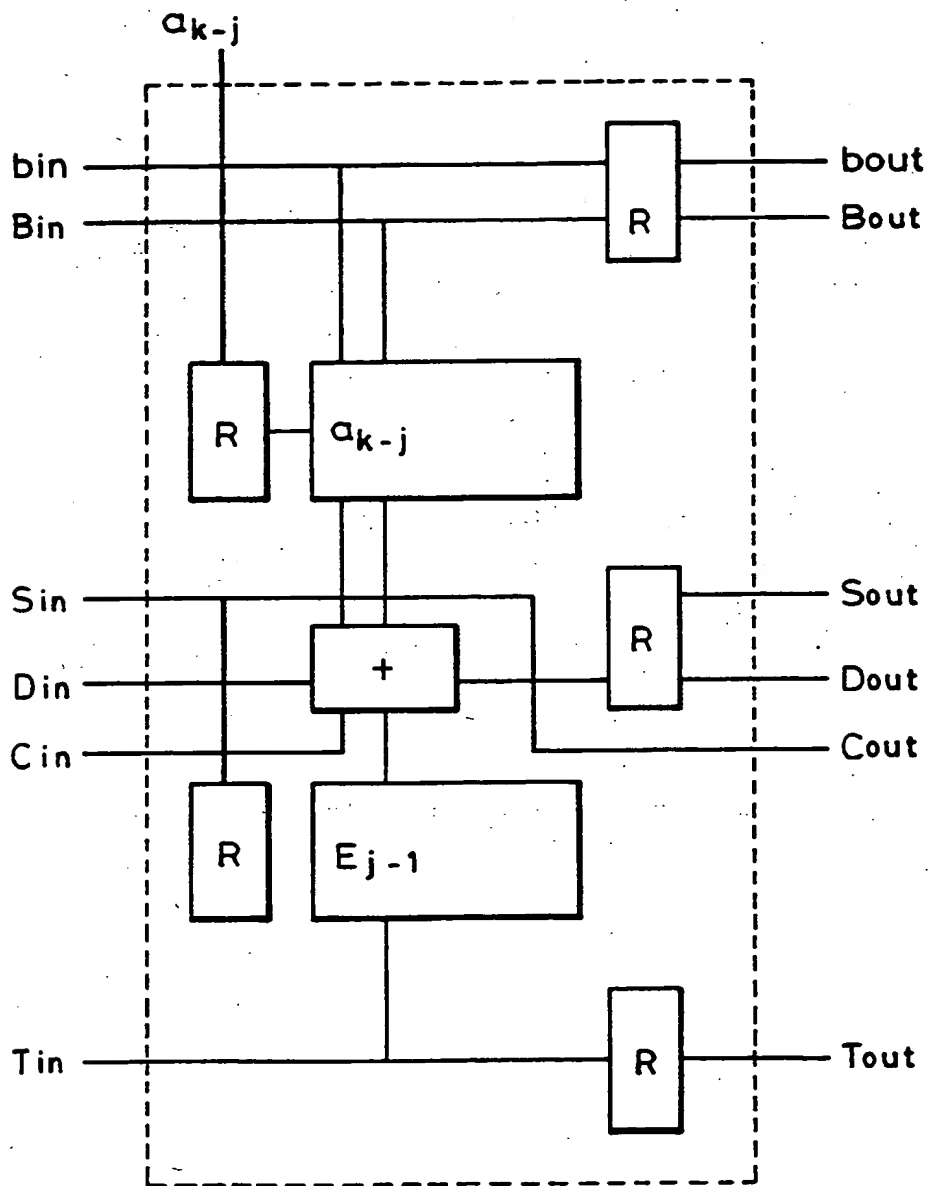 a_{k-j}
bin
bout
Bin
R
Bout
R
a_{k-j}
Sin
Sout
R
Din
+
Dout
Cin
Cout
R
E_{j-1}
Tin
R
Tout